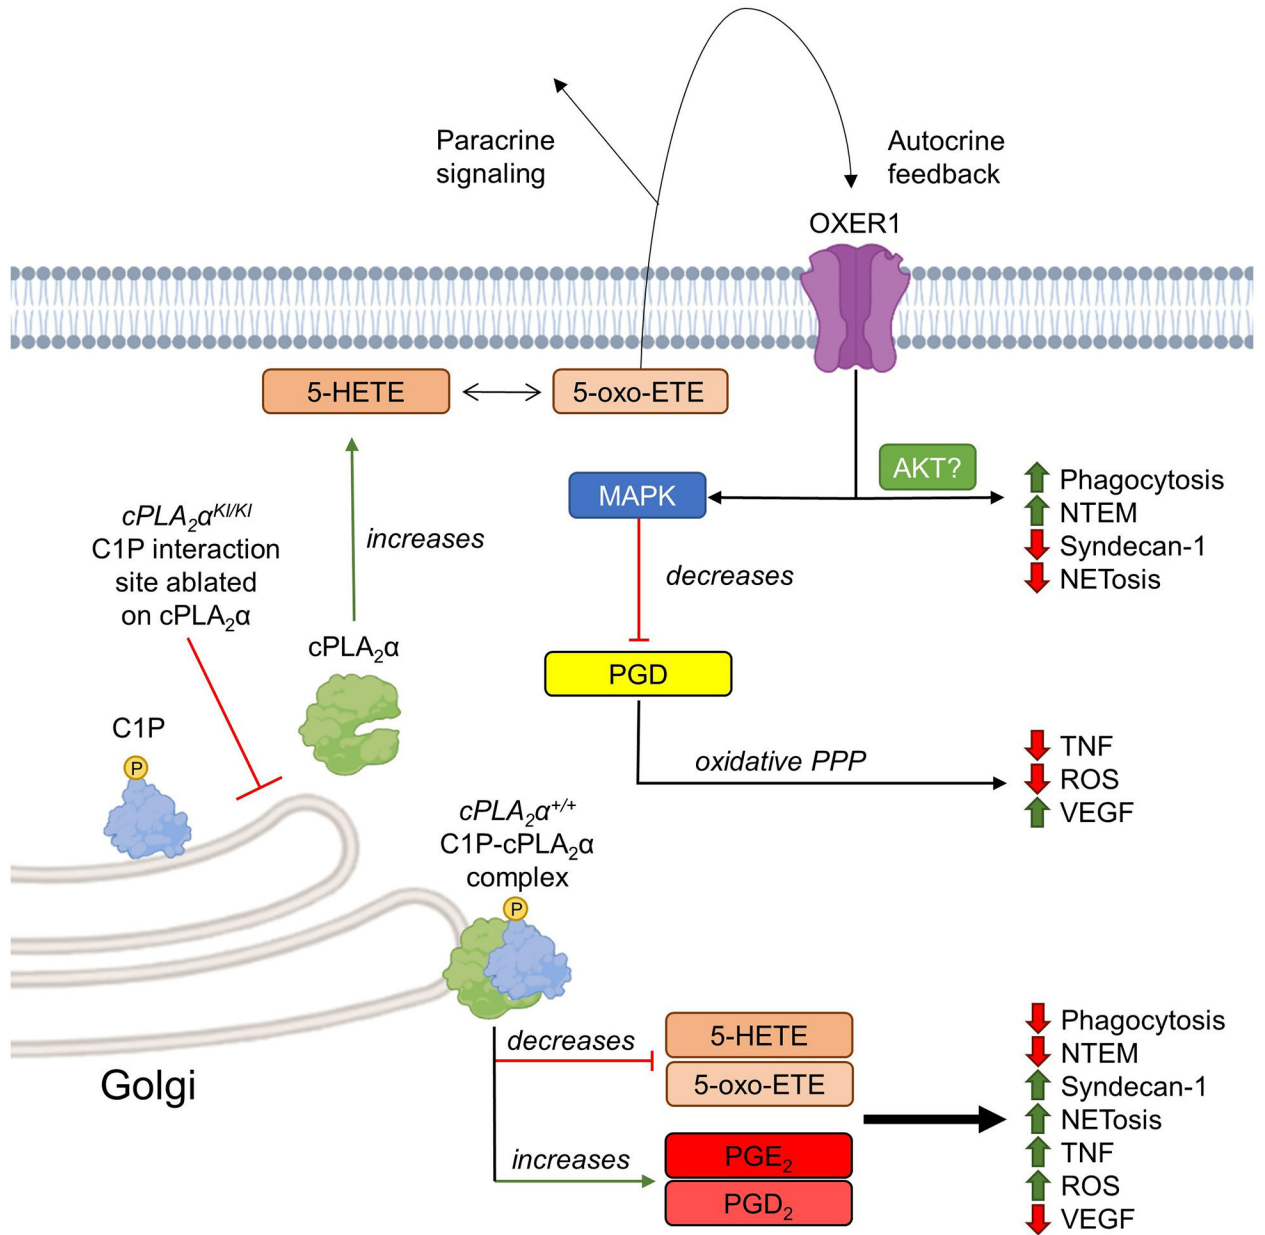 Paracrine
signaling
Autocrine
feedback
OXER1
5-HETE
5-oxo-ETE
AKT?
MAPK
Phagocytosis
NTEM
Syndecan-1
NETosis
cPLA₂αᴷᴵ/ᴷᴵ
C1P interaction
site ablated
on cPLA₂α
increases
decreases
cPLA₂α
PGD
C1P
P
oxidative PPP
TNF
ROS
VEGF
cPLA₂α⁺/⁺
C1P-cPLA₂α
complex
P
Golgi
decreases
5-HETE
5-oxo-ETE
increases
PGE₂
PGD₂
Phagocytosis
NTEM
Syndecan-1
NETosis
TNF
ROS
VEGF